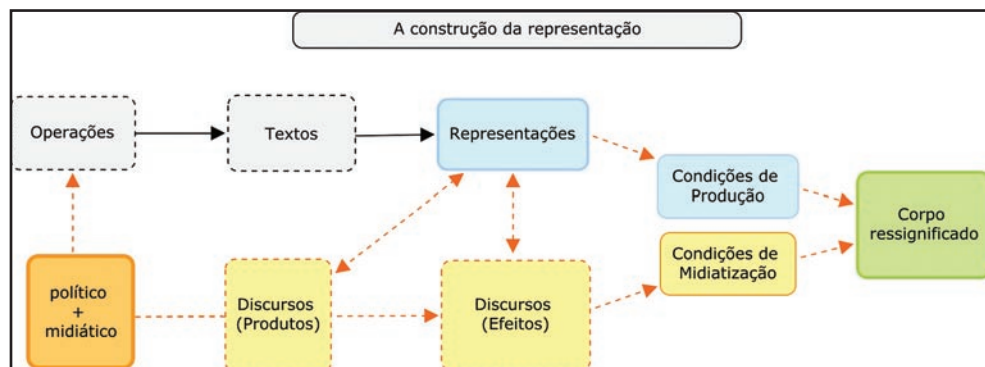 A construção da representação
Operações
Textos
Representações
Condições de
Produção
Corpo
ressignificado
Condições de
Midiatização
político
+
midiático
Discursos
(Produtos)
Discursos
(Efeitos)